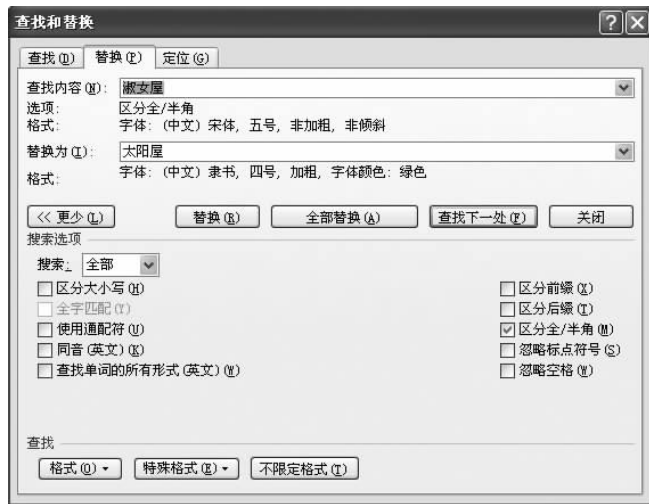 查找和替换
查找(D) 替换(P) 定位(G)
查找内容(N): 淑女屋
选项: 区分全/半角
格式: 字体: (中文) 宋体, 五号, 非加粗, 非倾斜
替换为(I): 太阳屋
格式: 字体: (中文) 隶书, 四号, 加粗, 字体颜色: 绿色
<< 更少(L) 替换(R) 全部替换(A) 查找下一处(F) 关闭
搜索选项
搜索: 全部
区分大小写(H) 区分前缀(X)
全字匹配(Y) 区分后缀(T)
使用通配符(U) 区分全/半角(M)
同音(英文)(K) 忽略标点符号(S)
查找单词的所有形式(英文)(W) 忽略空格(W)
查找
格式(O) 特殊格式(E) 不限定格式(T)